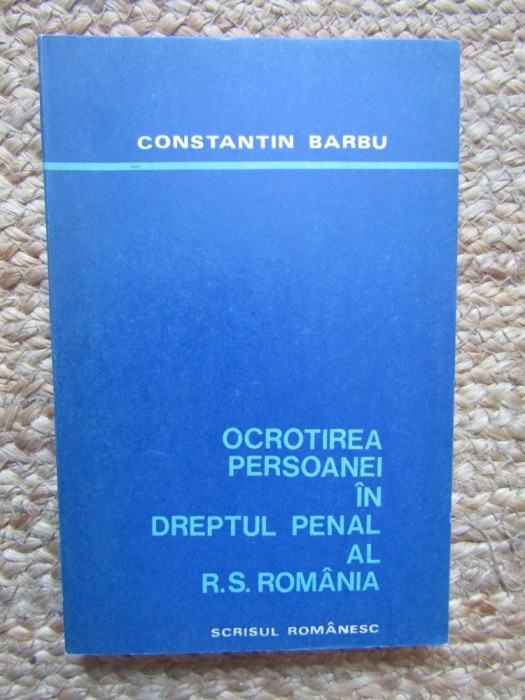 CONSTANTIN BARBU
OCROTIREA
PERSOANEI
ÎN
DREPTUL PENAL
AL
R.S. ROMÂNIA
SCRISUL ROMÂNESC